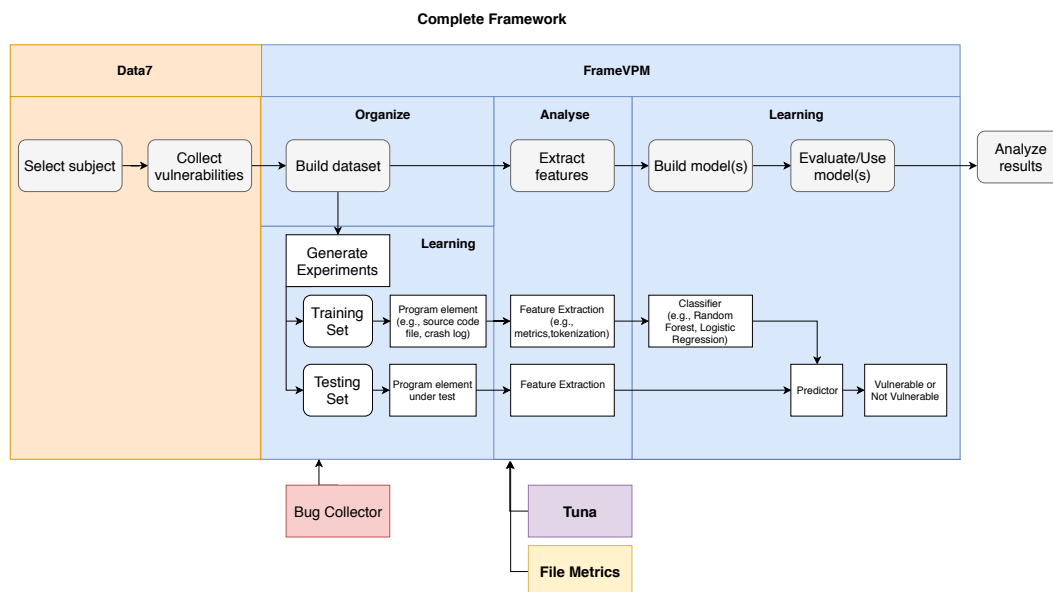 Complete Framework
Data7
FrameVPM
Organize
Analyse
Learning
Select subject
Collect
vulnerabilities
Build dataset
Extract
features
Build model(s)
Evaluate/Use
model(s)
Analyze
results
Learning
Generate
Experiments
Training
Set
Program element
(e.g., source code
file, crash log)
Feature Extraction
(e.g.,
metrics,tokenization)
Classifier
(e.g., Random
Forest, Logistic
Regression)
Testing
Set
Program element
under test
Feature Extraction
Predictor
Vulnerable or
Not Vulnerable
Bug Collector
Tuna
File Metrics